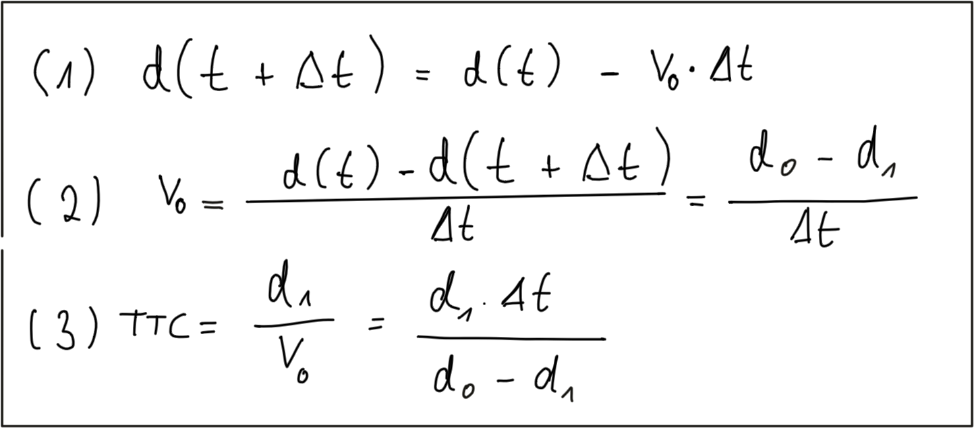 (1) d(t + Δt) = d(t) - v₀ · Δt
(2) v₀ = (d(t) - d(t + Δt)) / Δt = (d₀ - d₁) / Δt
(3) TTC = d₁ / v₀ = (d₁ · Δt) / (d₀ - d₁)